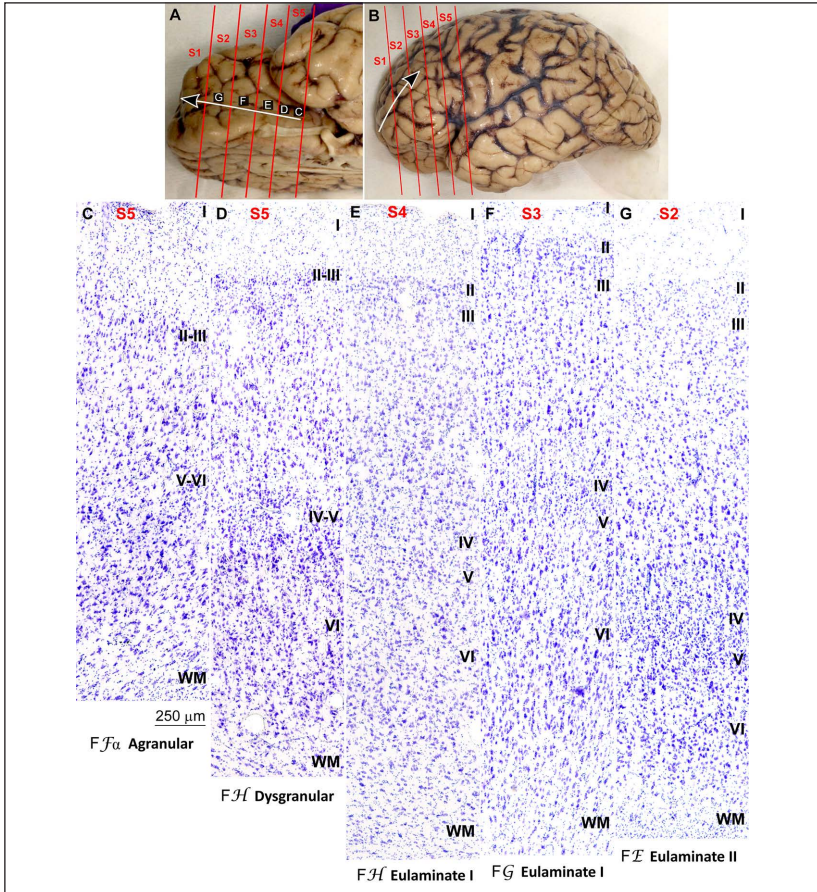 A
S1
S2
S3
S4
S5
G
F
E
D
C
B
S1
S2
S3
S4
S5
C S5 I
II-III
V-VI
WM
250 μm
Fℱα Agranular
D S5 I
II-III
IV-V
VI
WM
Fℋ Dysgranular
E S4 I
II
III
IV
V
VI
WM
Fℋ Eulaminate I
F S3 I
II
III
IV
V
VI
WM
F𝒢 Eulaminate I
G S2 I
II
III
IV
V
VI
WM
Fℰ Eulaminate II